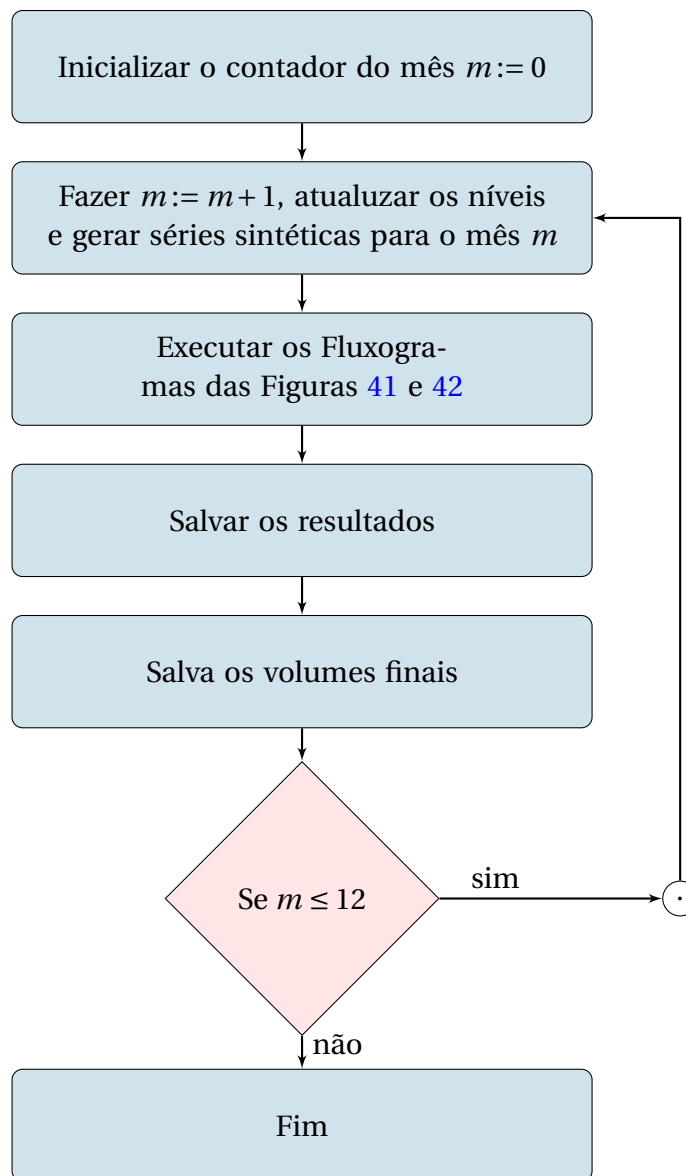 Inicializar o contador do mês m := 0
Fazer m := m + 1, atualuzar os níveis
e gerar séries sintéticas para o mês m
Executar os Fluxogra-
mas das Figuras 41 e 42
Salvar os resultados
Salva os volumes finais
Se m ≤ 12
sim
não
Fim